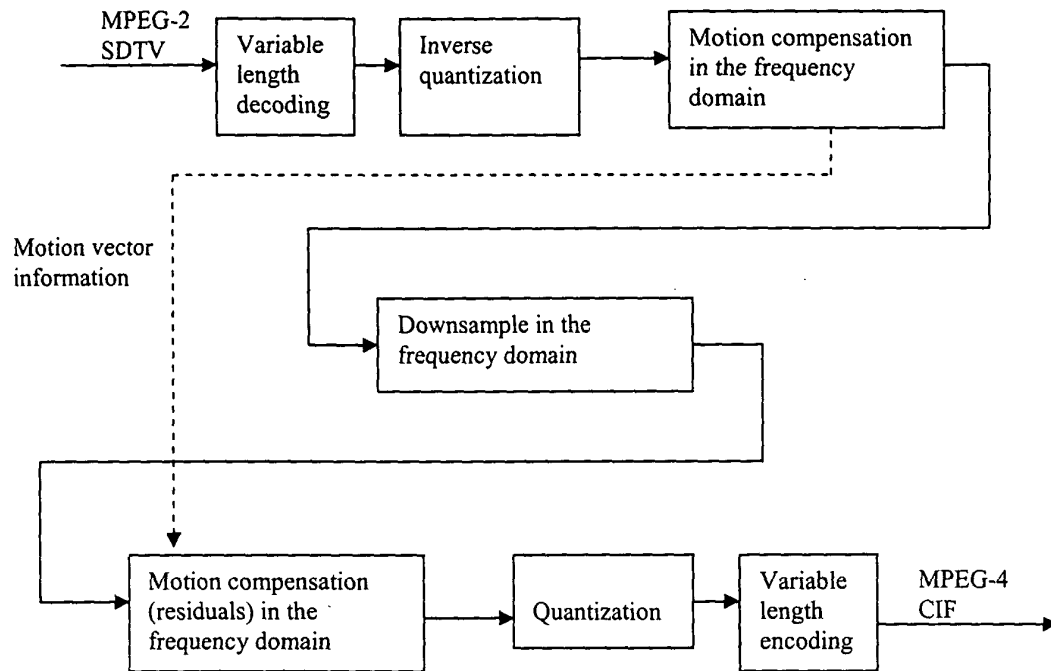 MPEG-2
SDTV
Variable
length
decoding
Inverse
quantization
Motion compensation
in the frequency
domain
Motion vector
information
Downsample in the
frequency domain
Motion compensation
(residuals) in the
frequency domain
Quantization
Variable
length
encoding
MPEG-4
CIF